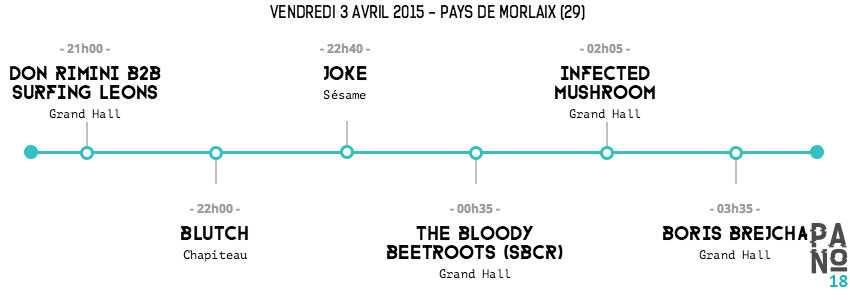 VENDREDI 3 AVRIL 2015 – PAYS DE MORLAIX (29)
- 21h00 -
DON RIMINI B2B
SURFING LEONS
Grand Hall
- 22h00 -
BLUTCH
Chapiteau
- 22h40 -
JOKE
Sésame
- 00h35 -
THE BLOODY
BEETROOTS (SBCR)
Grand Hall
- 02h05 -
INFECTED
MUSHROOM
Grand Hall
- 03h35 -
BORIS BREJCHA
Grand Hall
PA
NO
18